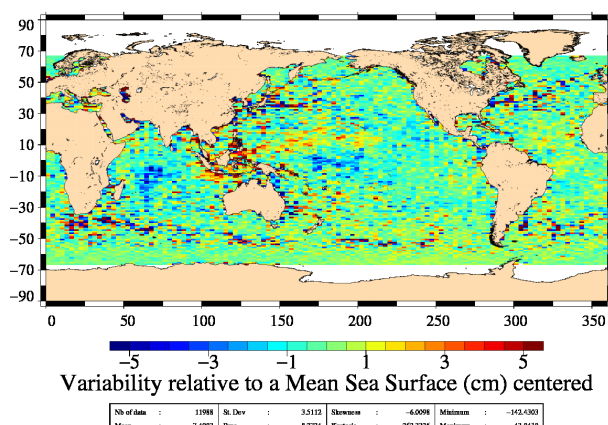 90
70
50
30
10
−10
−30
−50
−70
−90
0 50 100 150 200 250 300 350
−5 −3 −1 1 3 5
Variability relative to a Mean Sea Surface (cm) centered
Nb of data : 11988 St. Dev : 3.5112 Skewness : −6.0098 Minimum : −142.4303